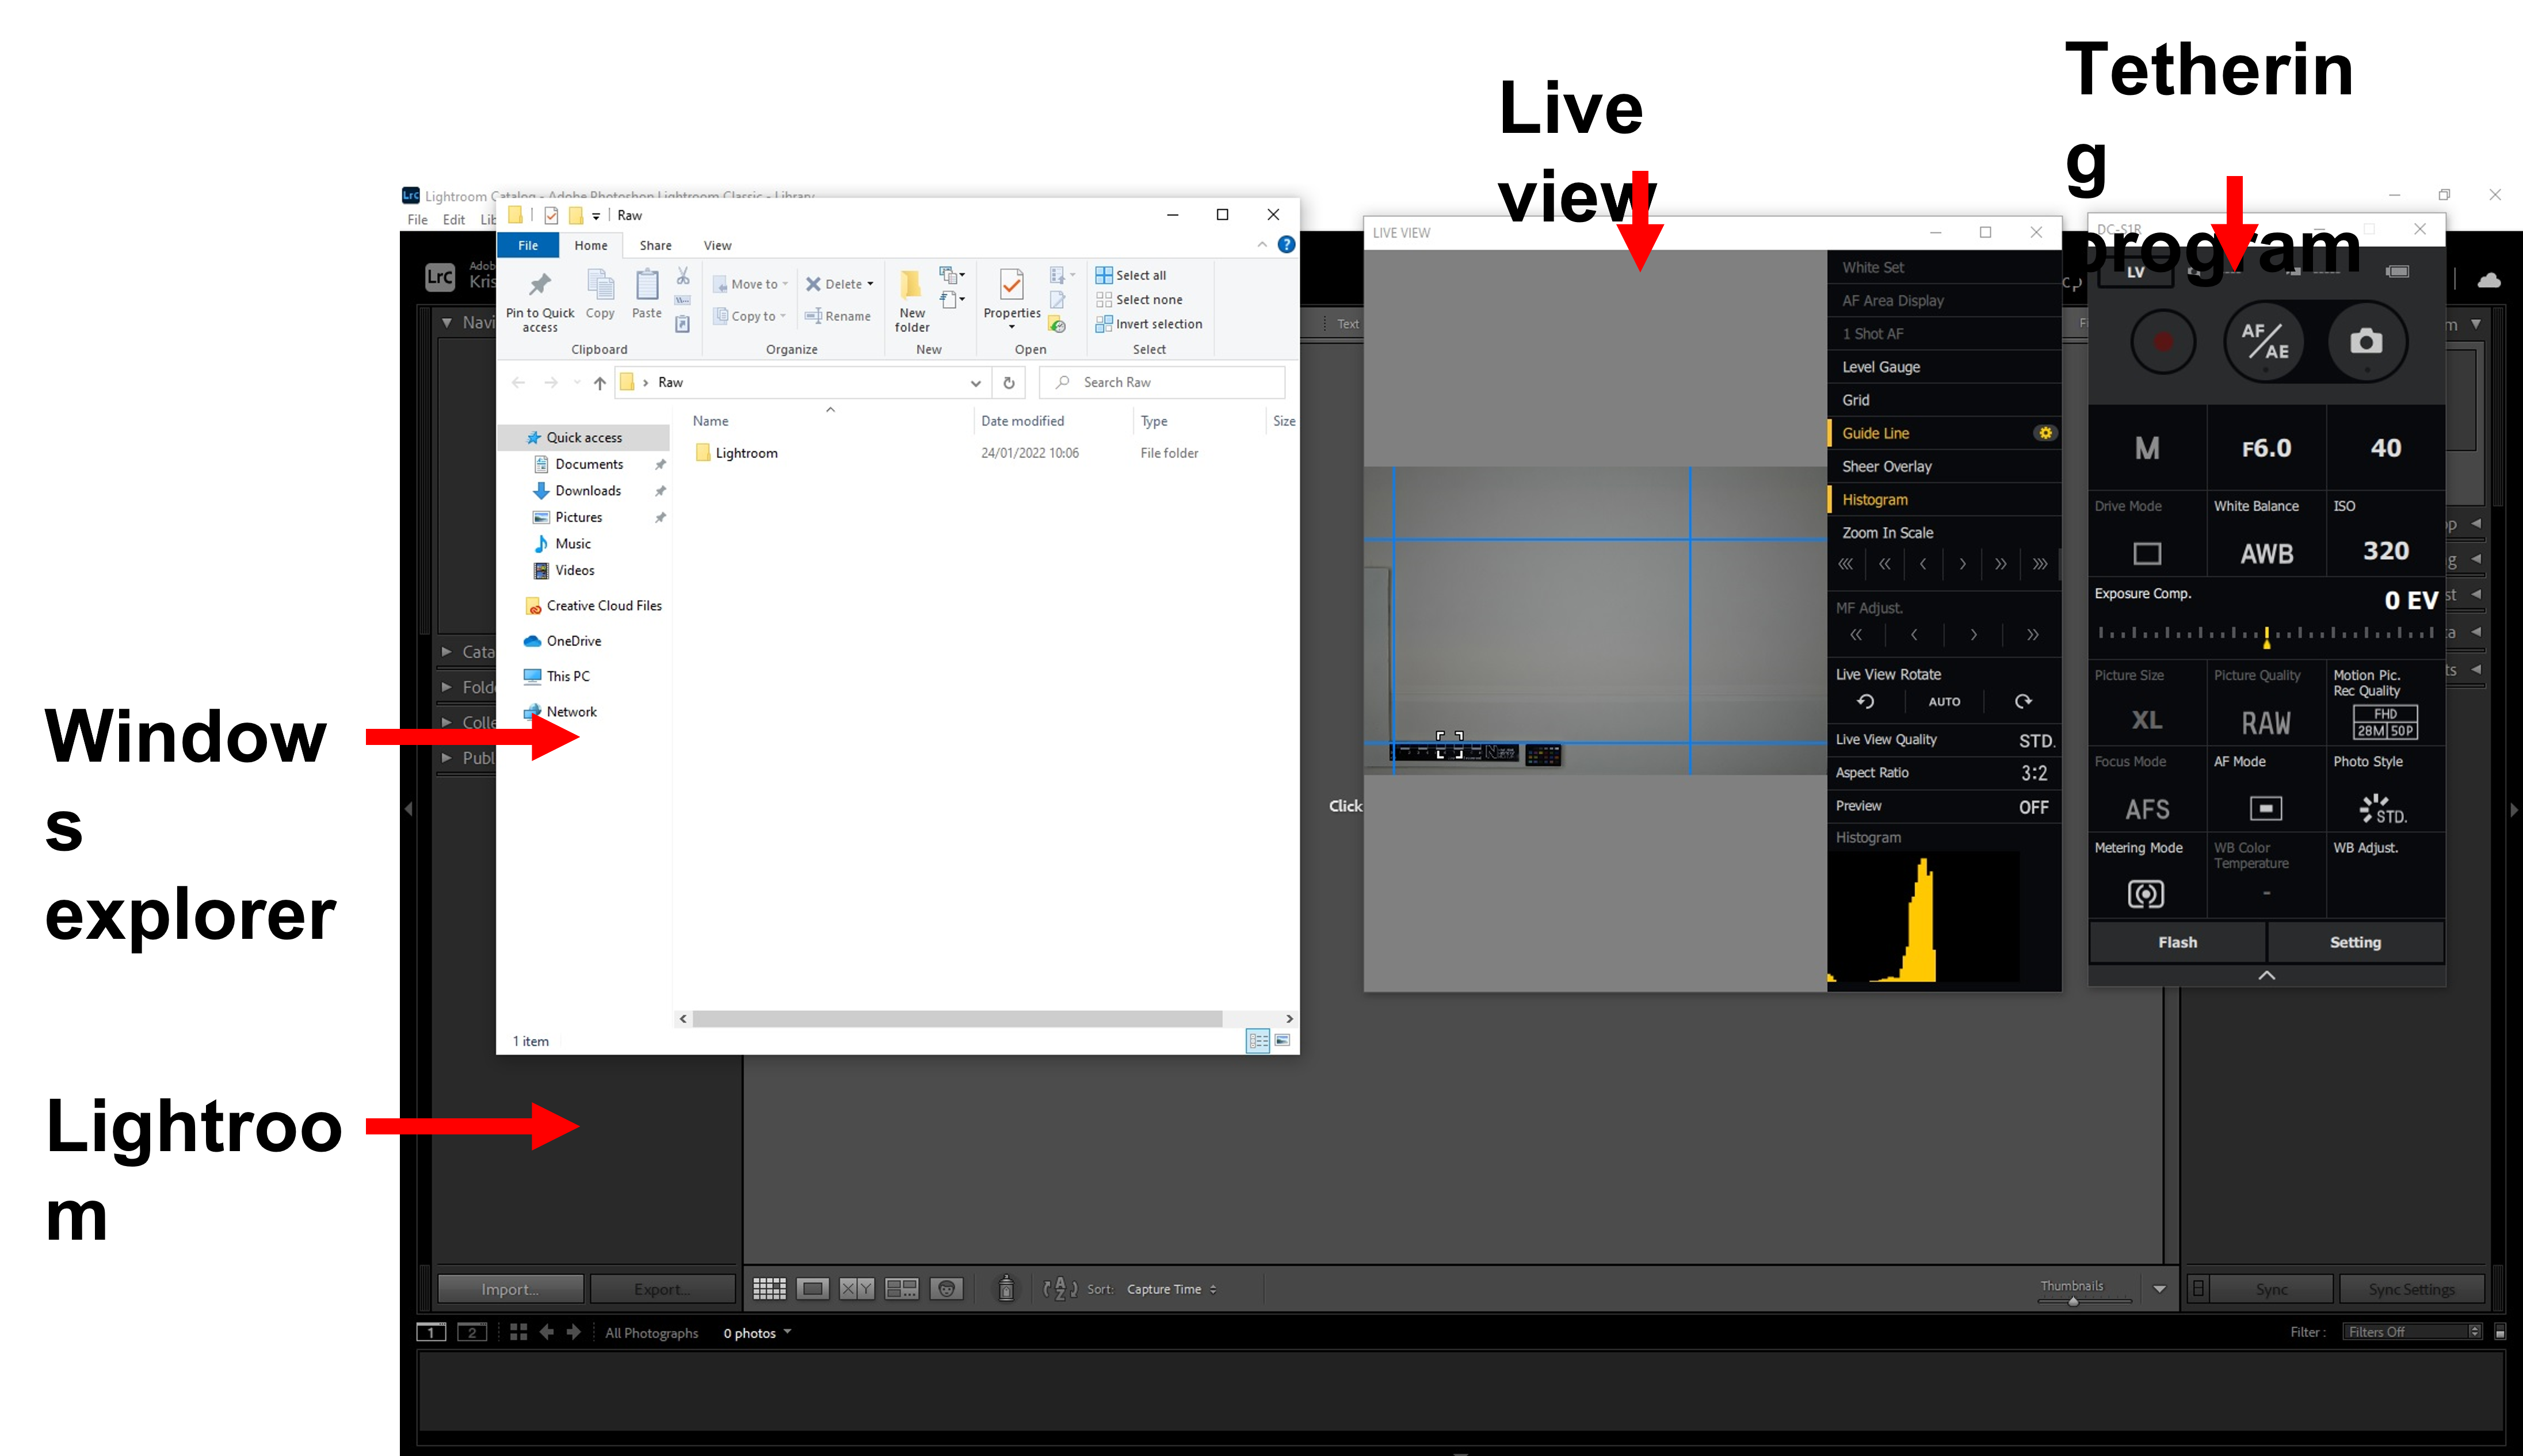 Tetherin
g
program
Live
view
Window
s
explorer
Lightroo
m
Lrc Lightroom Catalog - Adobe Photoshop Lightroom Classic - Library
File Edit Lib
Lrc Adob
Kris
Navi
Cata
Fold
Colle
Publ
Raw
File Home Share View
Pin to Quick access
Copy
Paste
Clipboard
Move to
Copy to
Delete
Rename
Organize
New folder
New
Properties
Open
Select all
Select none
Invert selection
Select
Raw
Search Raw
Name Date modified Type Size
Lightroom 24/01/2022 10:06 File folder
Quick access
Documents
Downloads
Pictures
Music
Videos
Creative Cloud Files
OneDrive
This PC
Network
1 item
Text
Click
LIVE VIEW
White Set
AF Area Display
1 Shot AF
Level Gauge
Grid
Guide Line
Sheer Overlay
Histogram
Zoom In Scale
MF Adjust.
Live View Rotate
AUTO
Live View Quality STD.
Aspect Ratio 3:2
Preview OFF
Histogram
DC-S1R
LV
AF/AE
M F6.0 40
Drive Mode White Balance ISO
AWB 320
Exposure Comp. 0 EV
Picture Size Picture Quality Motion Pic.
Rec Quality
XL RAW FHD
28M 50P
Focus Mode AF Mode Photo Style
AFS STD.
Metering Mode WB Color
Temperature WB Adjust.
-
Flash Setting
Import... Export...
X Y
Sort: Capture Time
Thumbnails
Sync Sync Settings
1 2 All Photographs 0 photos
Filter : Filters Off